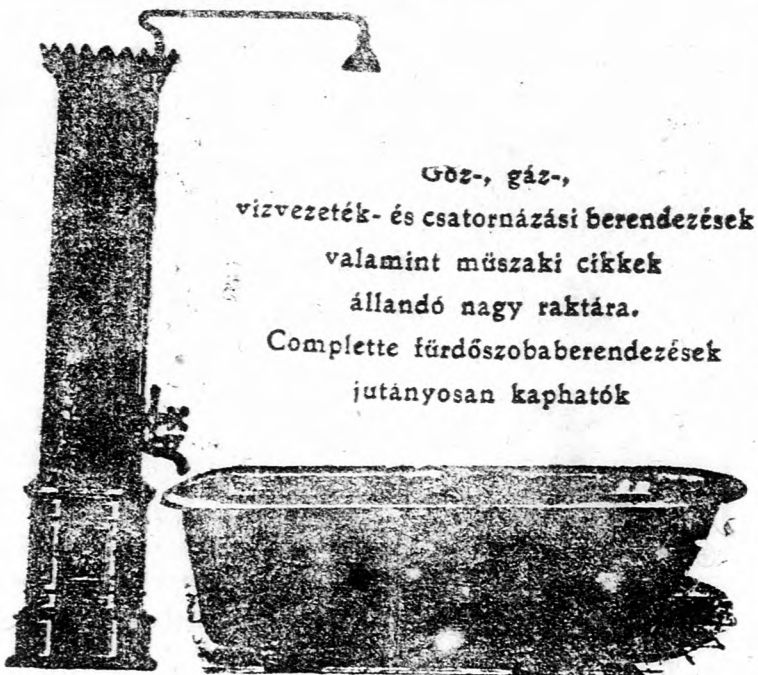 Gőz-, gáz-,
vízvezeték- és csatornázási berendezések
valamint műszaki cikkek
állandó nagy raktára.
Complette fürdőszobaberendezések
jutányosan kaphatók